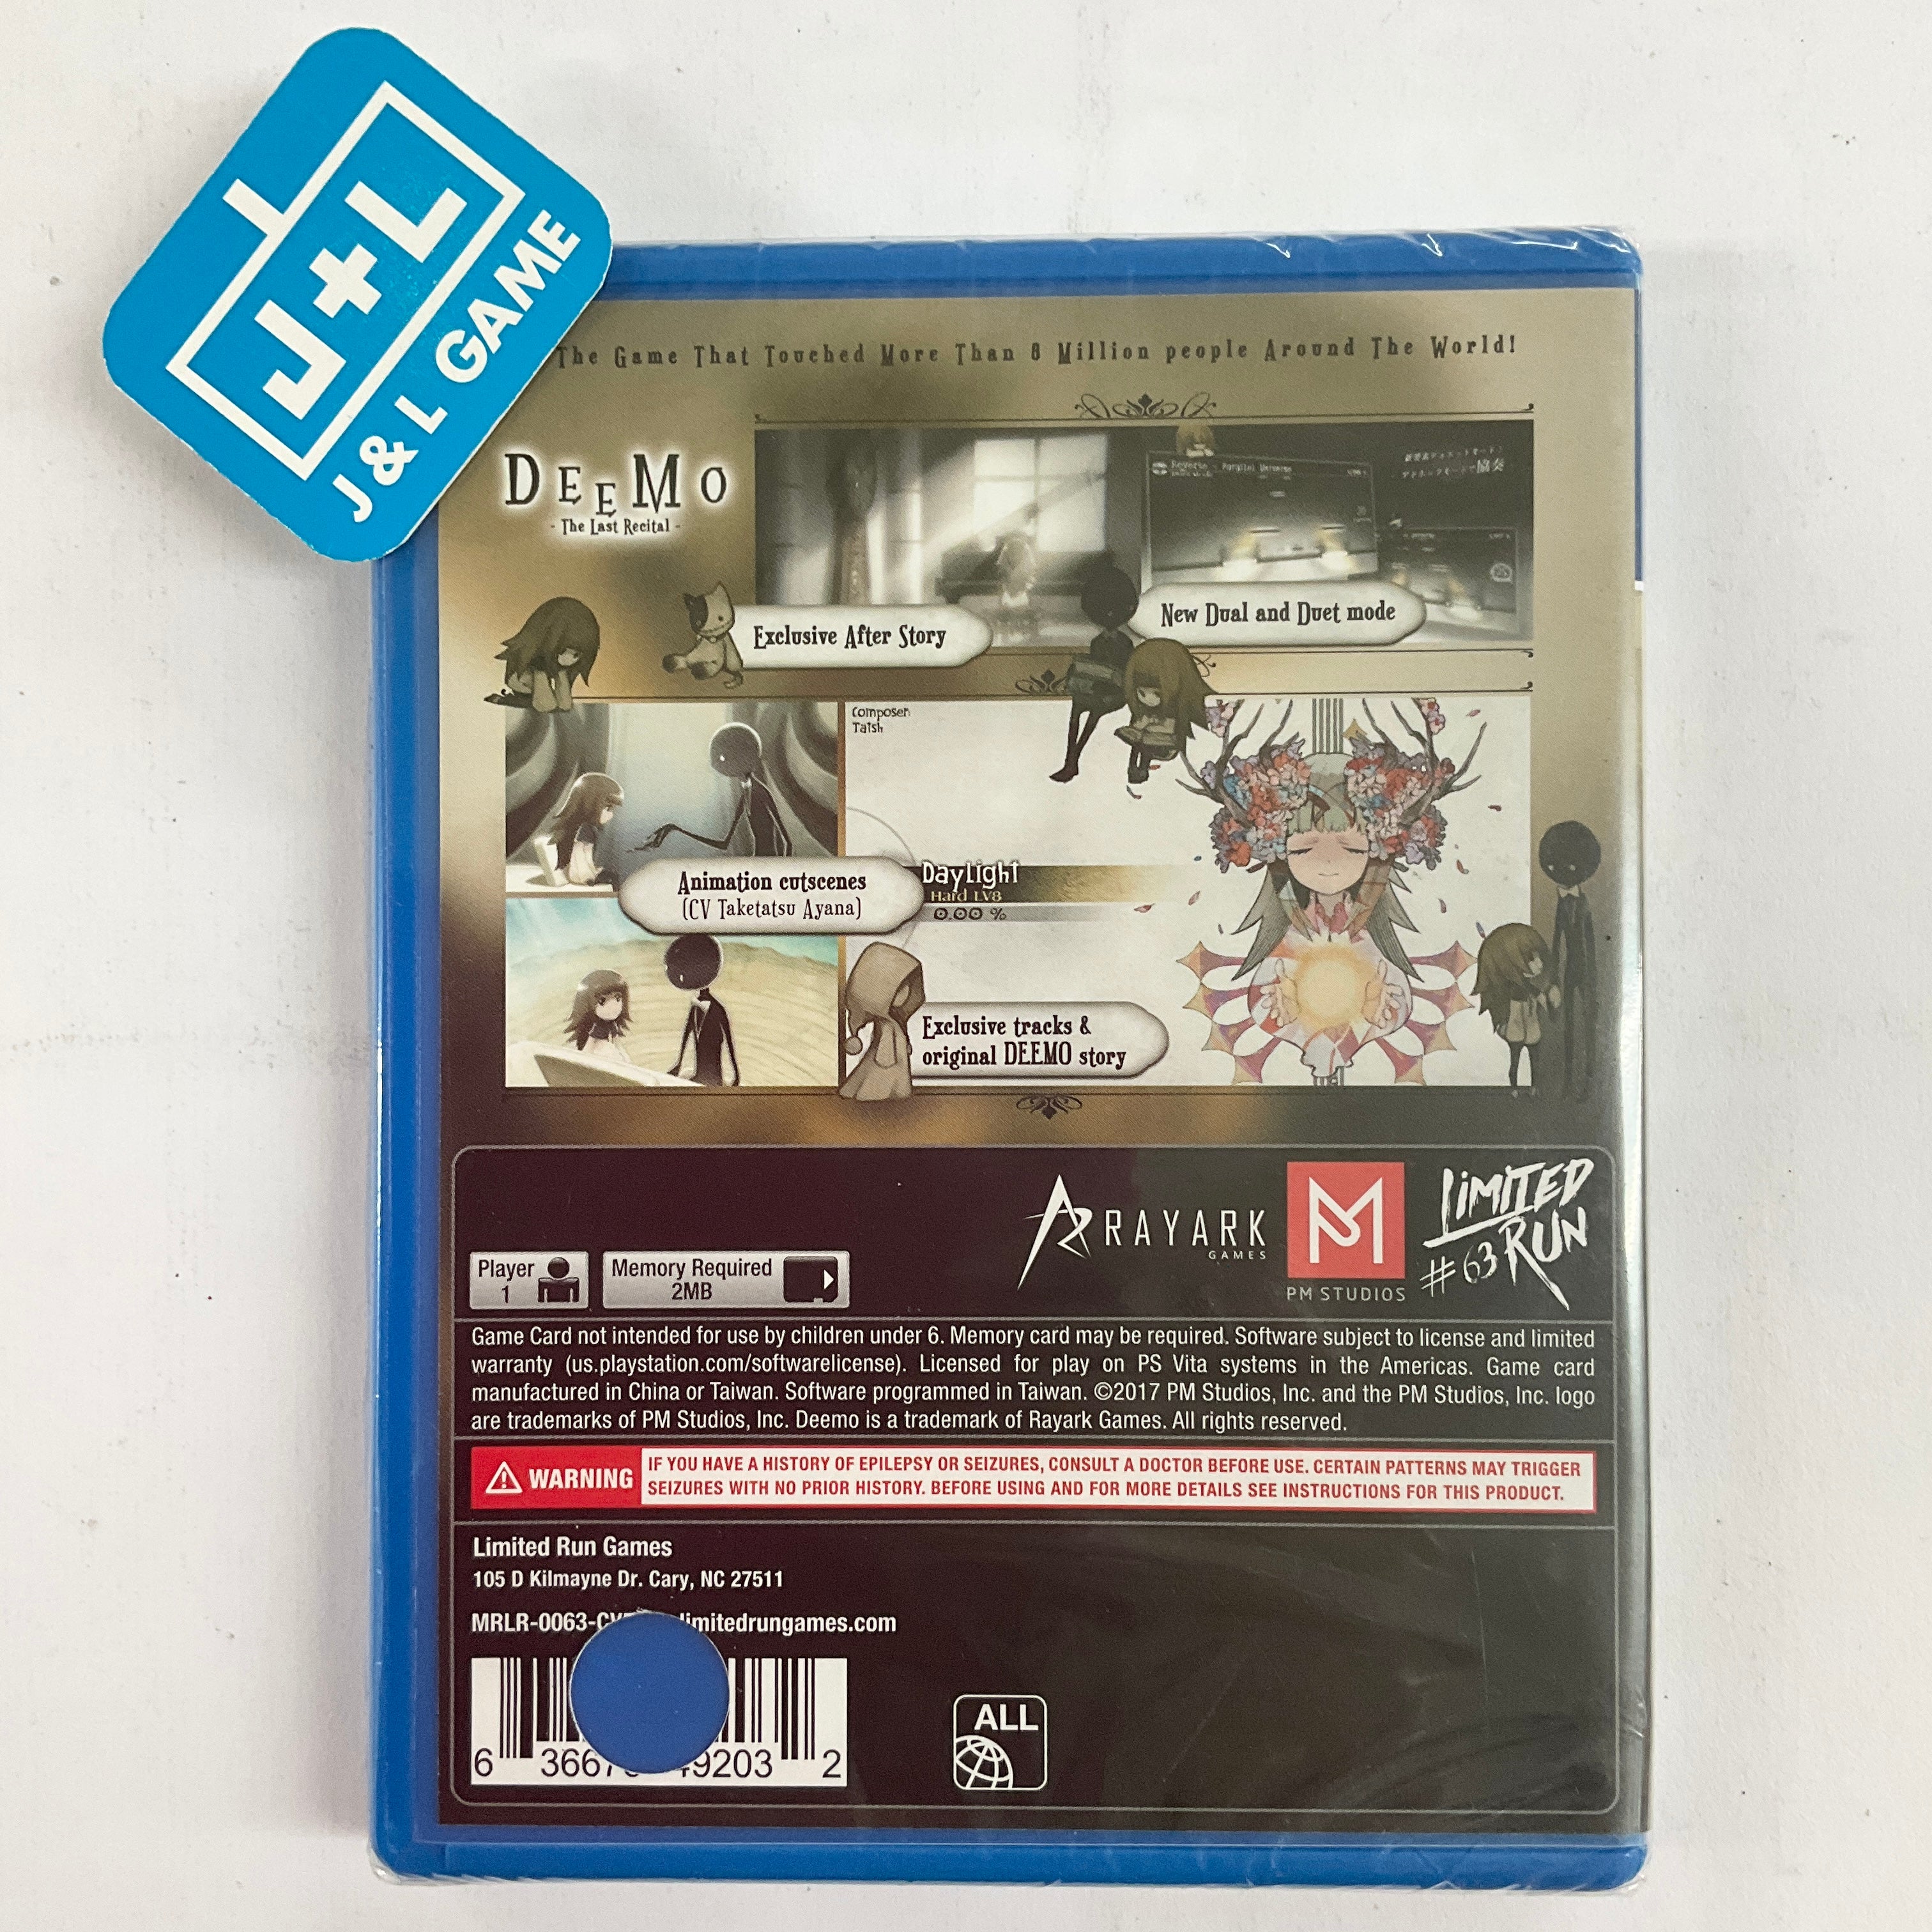 J+L
J & L GAME
The Game That Touched More Than 8 Million people Around The World!
DEEMO
- The Last Recital -
Reverse - Parallel Universe
Exclusive After Story
New Dual and Duet mode
Composer:
Taish
DayLight
Hard LV8
0.00 %
Animation cutscenes
(CV Taketatsu Ayana)
Exclusive tracks &
original DEEMO story
RAYARK
GAMES
PM STUDIOS
LIMITED
RUN
#63
Player
1
Memory Required
2MB
Game Card not intended for use by children under 6. Memory card may be required. Software subject to license and limited
warranty (us.playstation.com/softwarelicense). Licensed for play on PS Vita systems in the Americas. Game card
manufactured in China or Taiwan. Software programmed in Taiwan. ©2017 PM Studios, Inc. and the PM Studios, Inc. logo
are trademarks of PM Studios, Inc. Deemo is a trademark of Rayark Games. All rights reserved.
WARNING
IF YOU HAVE A HISTORY OF EPILEPSY OR SEIZURES, CONSULT A DOCTOR BEFORE USE. CERTAIN PATTERNS MAY TRIGGER
SEIZURES WITH NO PRIOR HISTORY. BEFORE USING AND FOR MORE DETAILS SEE INSTRUCTIONS FOR THIS PRODUCT.
Limited Run Games
105 D Kilmayne Dr. Cary, NC 27511
MRLR-0063-C limitedrungames.com
6 3667 9203 2
ALL